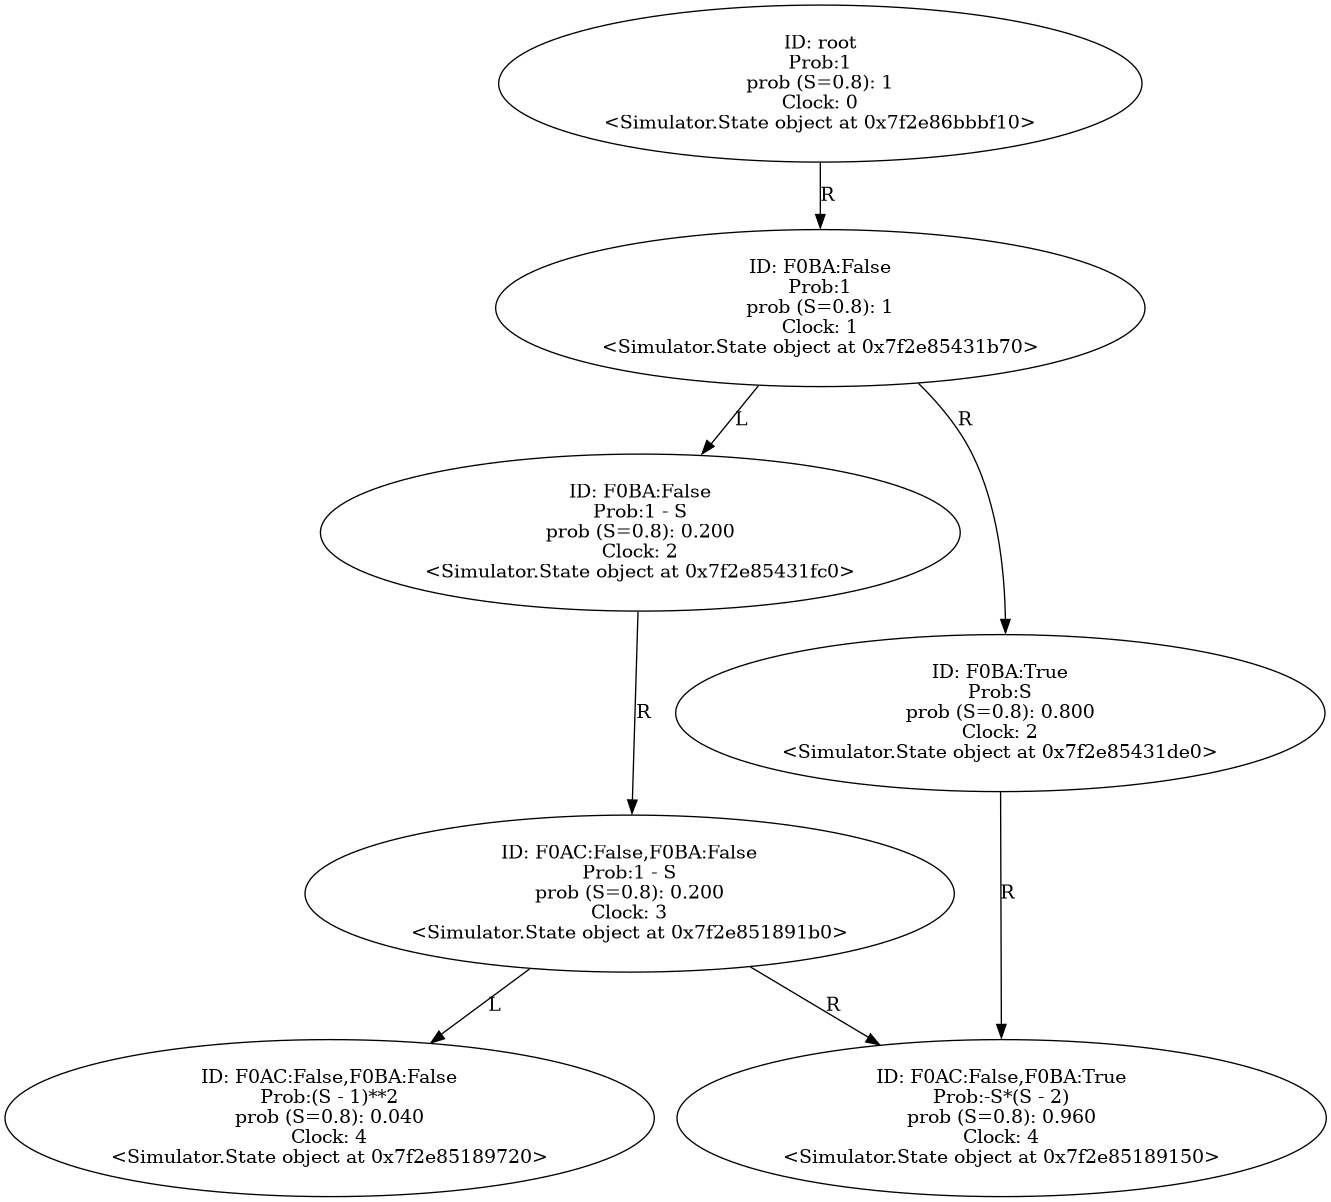 ID: root
Prob:1
prob (S=0.8): 1
Clock: 0
<Simulator.State object at 0x7f2e86bbbf10>
R
ID: F0BA:False
Prob:1
prob (S=0.8): 1
Clock: 1
<Simulator.State object at 0x7f2e85431b70>
L
R
ID: F0BA:False
Prob:1 - S
prob (S=0.8): 0.200
Clock: 2
<Simulator.State object at 0x7f2e85431fc0>
R
ID: F0BA:True
Prob:S
prob (S=0.8): 0.800
Clock: 2
<Simulator.State object at 0x7f2e85431de0>
R
ID: F0AC:False,F0BA:False
Prob:1 - S
prob (S=0.8): 0.200
Clock: 3
<Simulator.State object at 0x7f2e851891b0>
L
R
ID: F0AC:False,F0BA:False
Prob:(S - 1)**2
prob (S=0.8): 0.040
Clock: 4
<Simulator.State object at 0x7f2e85189720>
ID: F0AC:False,F0BA:True
Prob:-S*(S - 2)
prob (S=0.8): 0.960
Clock: 4
<Simulator.State object at 0x7f2e85189150>